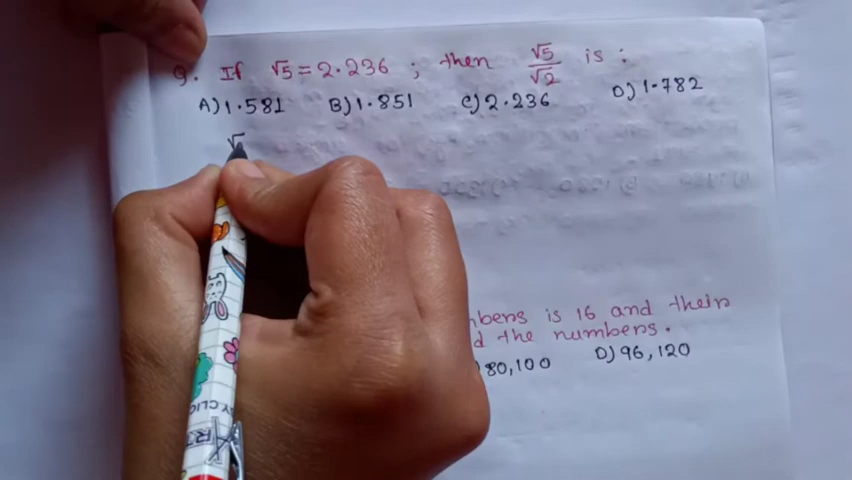 9. If √5 = 2.236 ; then √5/√2 is :
A) 1.581 B) 1.851 C) 2.236 D) 1.782
√
is 16 and their
the numbers.
80,100 D) 96,120